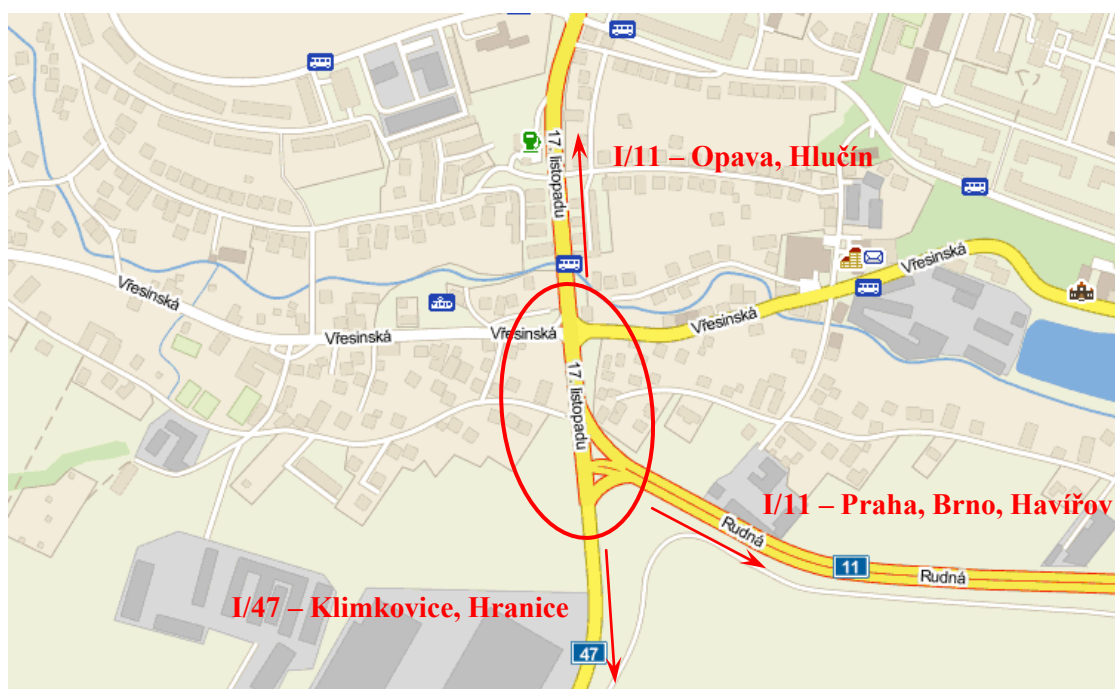 17. listopadu
I/11 – Opava, Hlučín
Vřesinská
Vřesinská
Vřesinská
Vřesinská
17. listopadu
I/11 – Praha, Brno, Havířov
Rudná
11
Rudná
I/47 – Klimkovice, Hranice
47